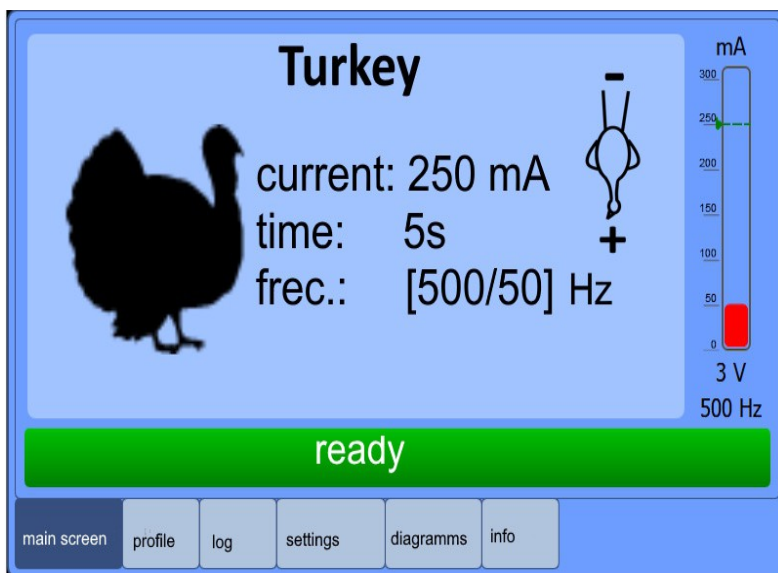 Turkey
-
current: 250 mA
time: 5s
frec.: [500/50] Hz
+
mA
300
250
200
150
100
50
0
3 V
500 Hz
ready
main screen
profile
log
settings
diagramms
info